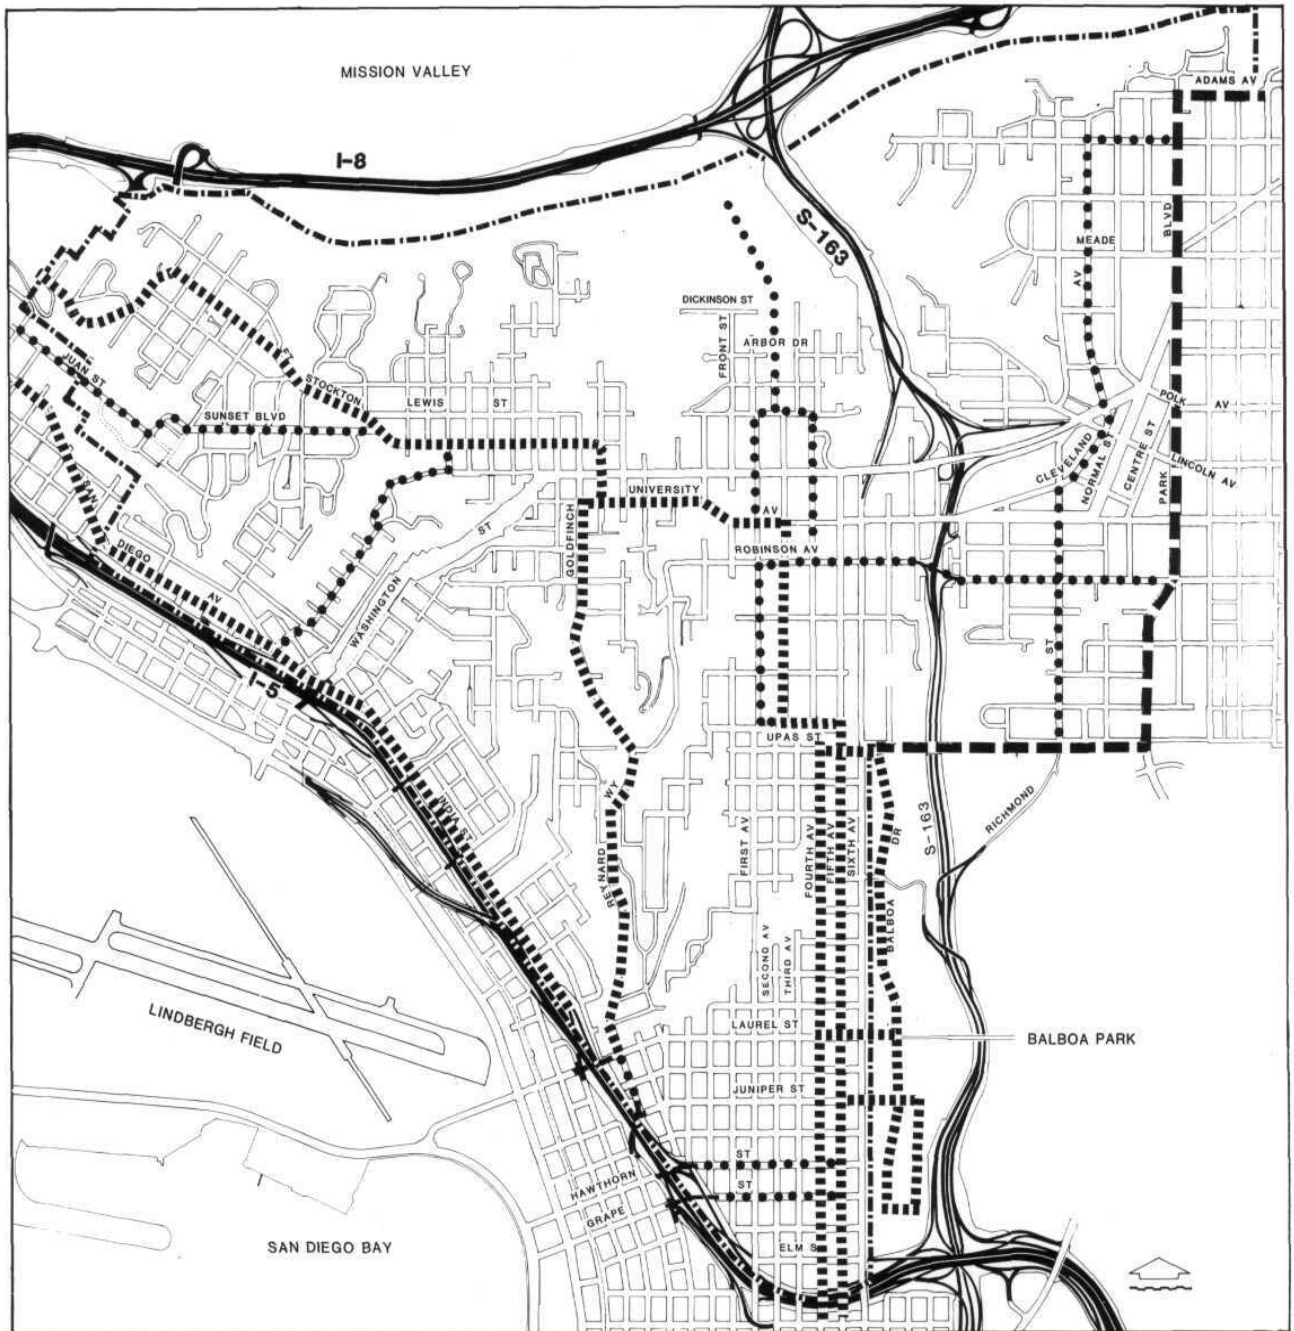 MISSION VALLEY
ADAMS AV
I-8
BLVD
S-163
MEADE
AV
DICKINSON ST
FRONT ST
ARBOR DR
JUAN ST
STOCKTON
POLK AV
LEWIS ST
SUNSET BLVD
CLEVELAND
NORMAL ST
CENTRE ST
LINCOLN AV
PARK
SAN
DIEGO
AV
UNIVERSITY
AV
GOLDFINCH
ST
WASHINGTON
ROBINSON AV
ST
I-5
UPAS ST
INDIA ST
REYNARD WY
FIRST AV
FOURTH AV
FIFTH AV
SIXTH AV
DR
BALBOA
S-163
RICHMOND
SECOND AV
THIRD AV
LINDBERGH FIELD
LAUREL ST
BALBOA PARK
JUNIPER ST
ST
HAWTHORN
ST
GRAPE
SAN DIEGO BAY
ELM S